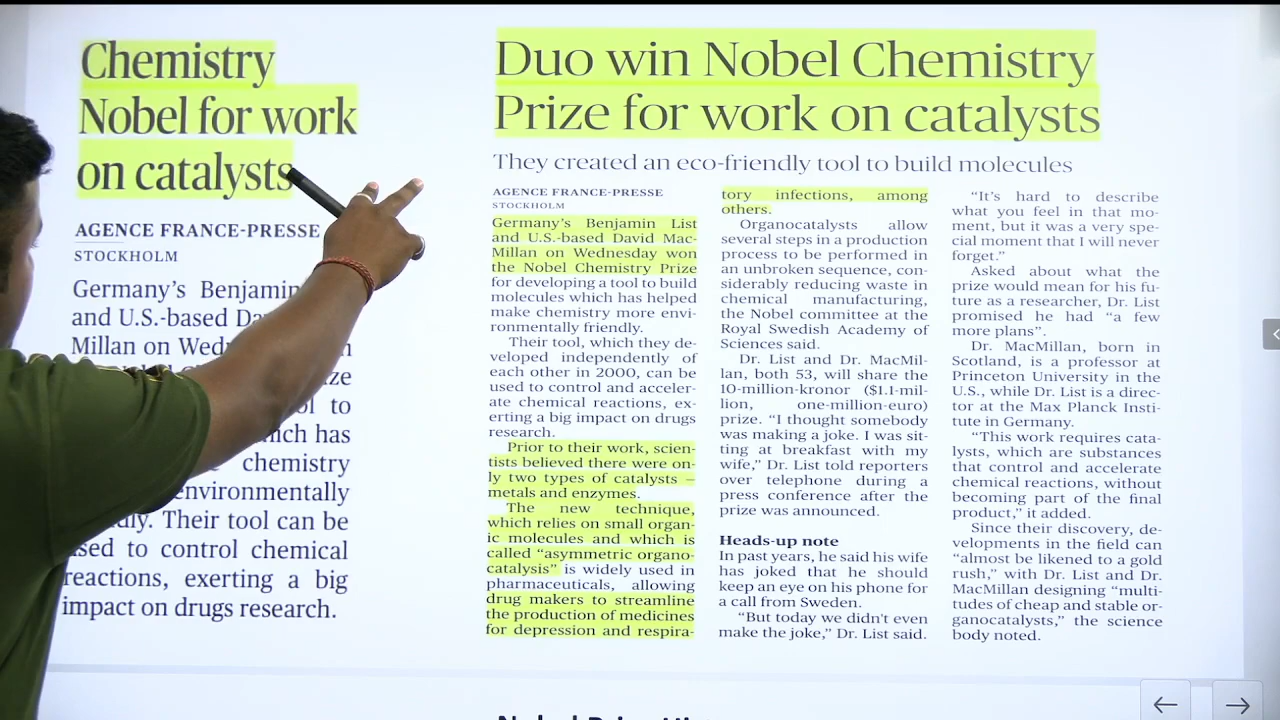 Chemistry
Nobel for work
on catalysts
AGENCE FRANCE-PRESSE
STOCKHOLM
Germany's Benjamin
and U.S.-based
Millan on
to
has
chemistry
environmentally
Their tool can be
used to control chemical
reactions, exerting a big
impact on drugs research.
Duo win Nobel Chemistry
Prize for work on catalysts
They created an eco-friendly tool to build molecules
AGENCE FRANCE-PRESSE
STOCKHOLM
Germany's Benjamin List
and U.S.-based David Mac-
Millan on Wednesday won
the Nobel Chemistry Prize
for developing a tool to build
molecules which has helped
make chemistry more envi-
ronmentally friendly.
Their tool, which they de-
veloped independently of
each other in 2000, can be
used to control and acceler-
ate chemical reactions, ex-
erting a big impact on drugs
research.
Prior to their work, scien-
tists believed there were on-
ly two types of catalysts –
metals and enzymes.
The new technique,
which relies on small organ-
ic molecules and which is
called “asymmetric organo-
catalysis” is widely used in
pharmaceuticals, allowing
drug makers to streamline
the production of medicines
for depression and respira-
tory infections, among
others.
Organocatalysts allow
several steps in a production
process to be performed in
an unbroken sequence, con-
siderably reducing waste in
chemical manufacturing,
the Nobel committee at the
Royal Swedish Academy of
Sciences said.
Dr. List and Dr. MacMil-
lan, both 53, will share the
10-million-kronor ($1.1-mil-
lion, one-million-euro)
prize. “I thought somebody
was making a joke. I was sit-
ting at breakfast with my
wife,” Dr. List told reporters
over telephone during a
press conference after the
prize was announced.
Heads-up note
In past years, he said his wife
has joked that he should
keep an eye on his phone for
a call from Sweden.
“But today we didn't even
make the joke,” Dr. List said.
“It's hard to describe
what you feel in that mo-
ment, but it was a very spe-
cial moment that I will never
forget.”
Asked about what the
prize would mean for his fu-
ture as a researcher, Dr. List
promised he had “a few
more plans”.
Dr. MacMillan, born in
Scotland, is a professor at
Princeton University in the
U.S., while Dr. List is a direc-
tor at the Max Planck Insti-
tute in Germany.
“This work requires cata-
lysts, which are substances
that control and accelerate
chemical reactions, without
becoming part of the final
product,” it added.
Since their discovery, de-
velopments in the field can
“almost be likened to a gold
rush,” with Dr. List and Dr.
MacMillan designing “multi-
tudes of cheap and stable or-
ganocatalysts,” the science
body noted.